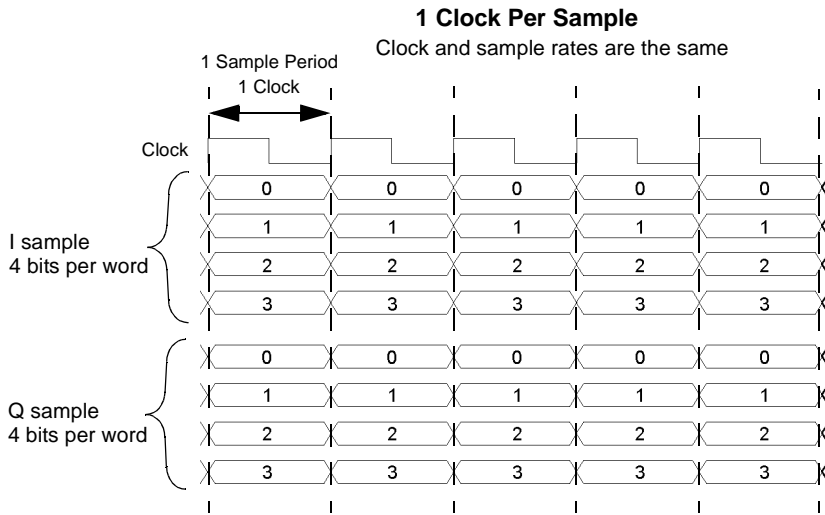 1 Clock Per Sample
Clock and sample rates are the same
1 Sample Period
1 Clock
Clock
0 0 0 0 0
1 1 1 1 1
I sample
4 bits per word
2 2 2 2 2
3 3 3 3 3
0 0 0 0 0
1 1 1 1 1
Q sample
4 bits per word
2 2 2 2 2
3 3 3 3 3